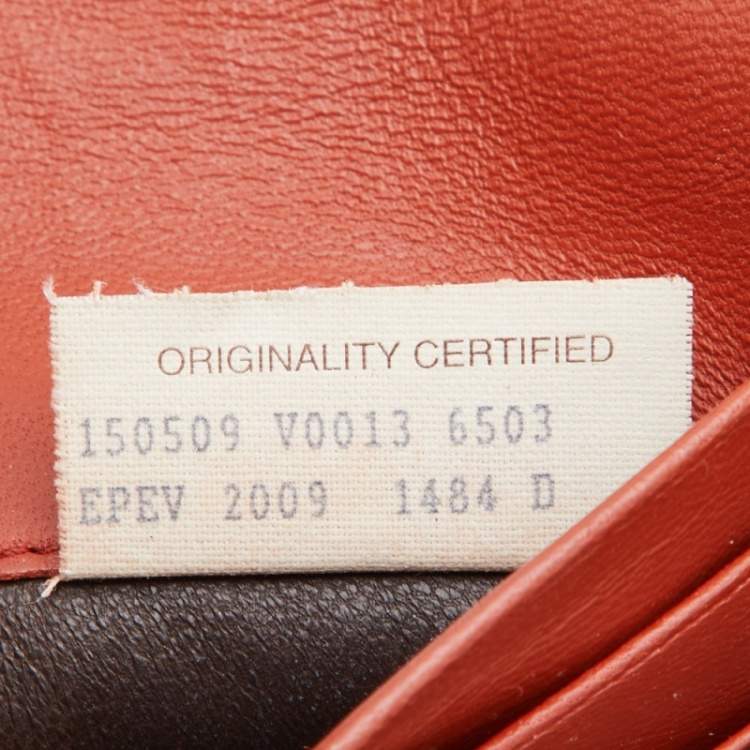 ORIGINALITY CERTIFIED
150509 V0013 6503
EPEV 2009 1484 D